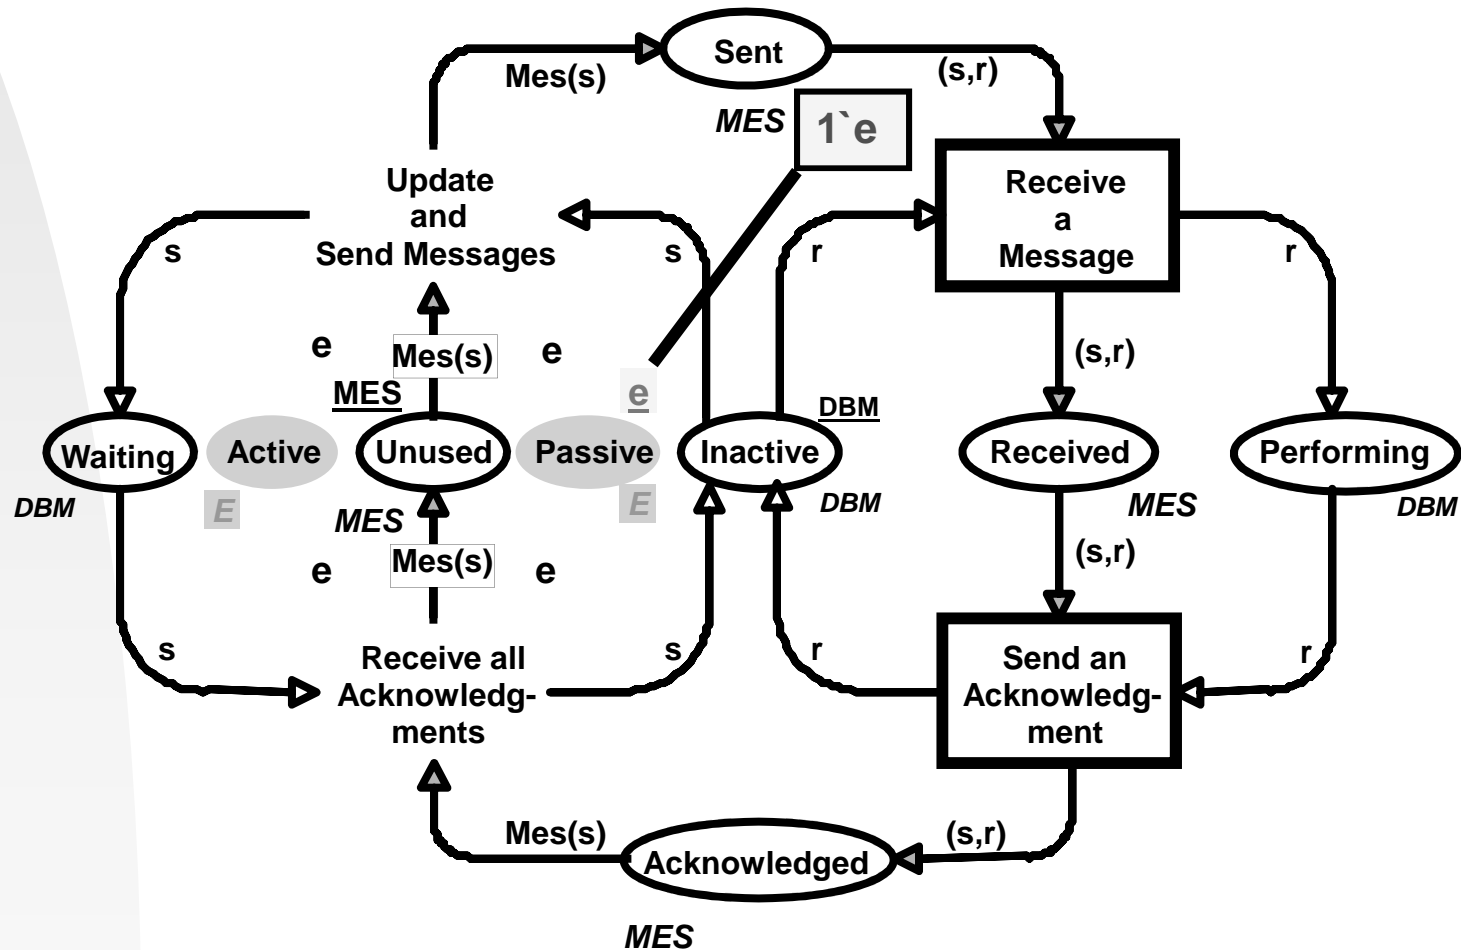 Sent
Mes(s)
(s,r)
MES
1`e
Update
and
Send Messages
Receive
a
Message
s
s
r
r
e
Mes(s)
e
(s,r)
MES
e
DBM
Waiting
Active
Unused
Passive
Inactive
Received
Performing
DBM
E
MES
E
DBM
MES
DBM
e
Mes(s)
e
(s,r)
s
Receive all
Acknowledg-
ments
s
r
Send an
Acknowledg-
ment
r
Mes(s)
Acknowledged
(s,r)
MES